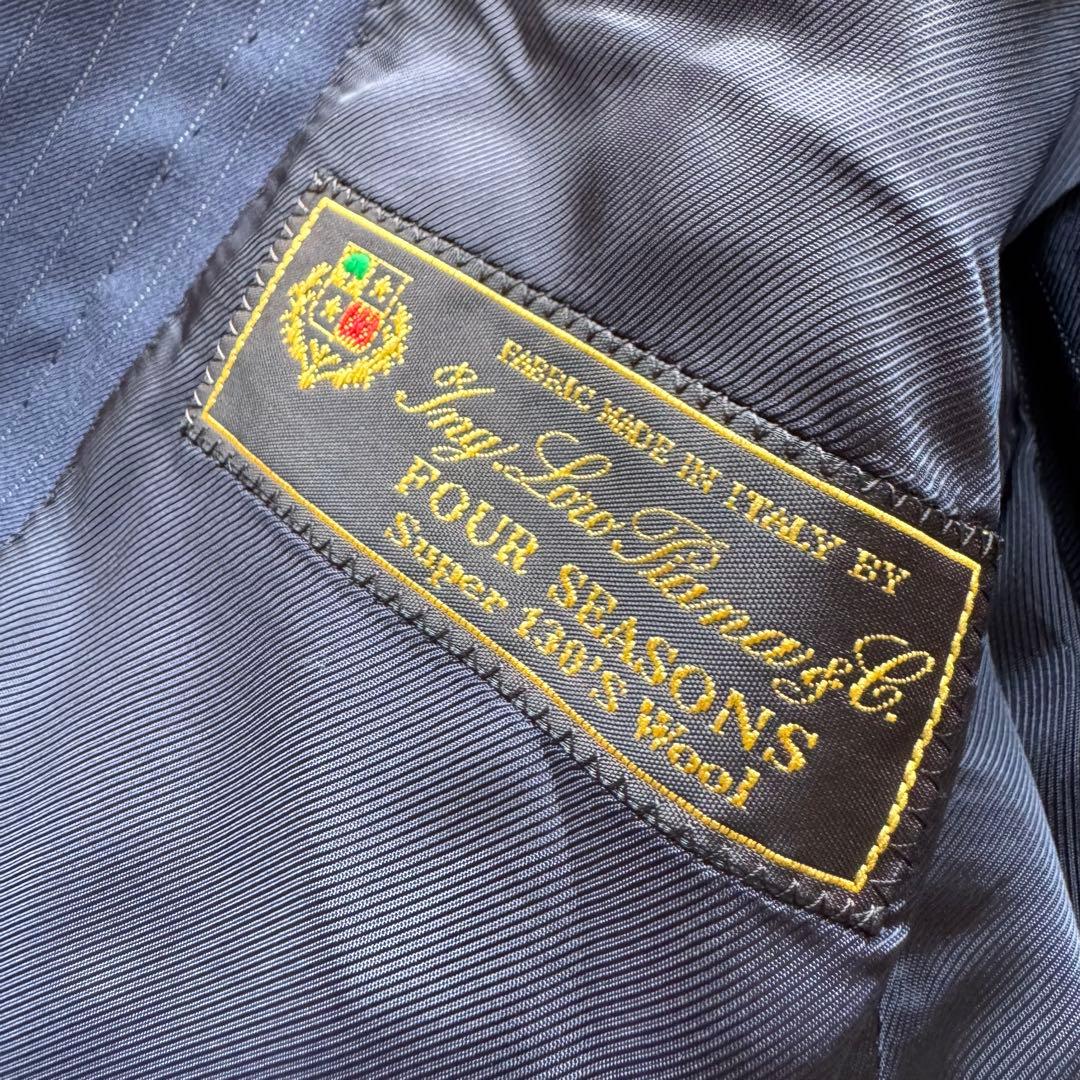 FABRIC MADE IN ITALY BY
Ing. Loro Piana & C.
FOUR SEASONS
Super 130'S Wool